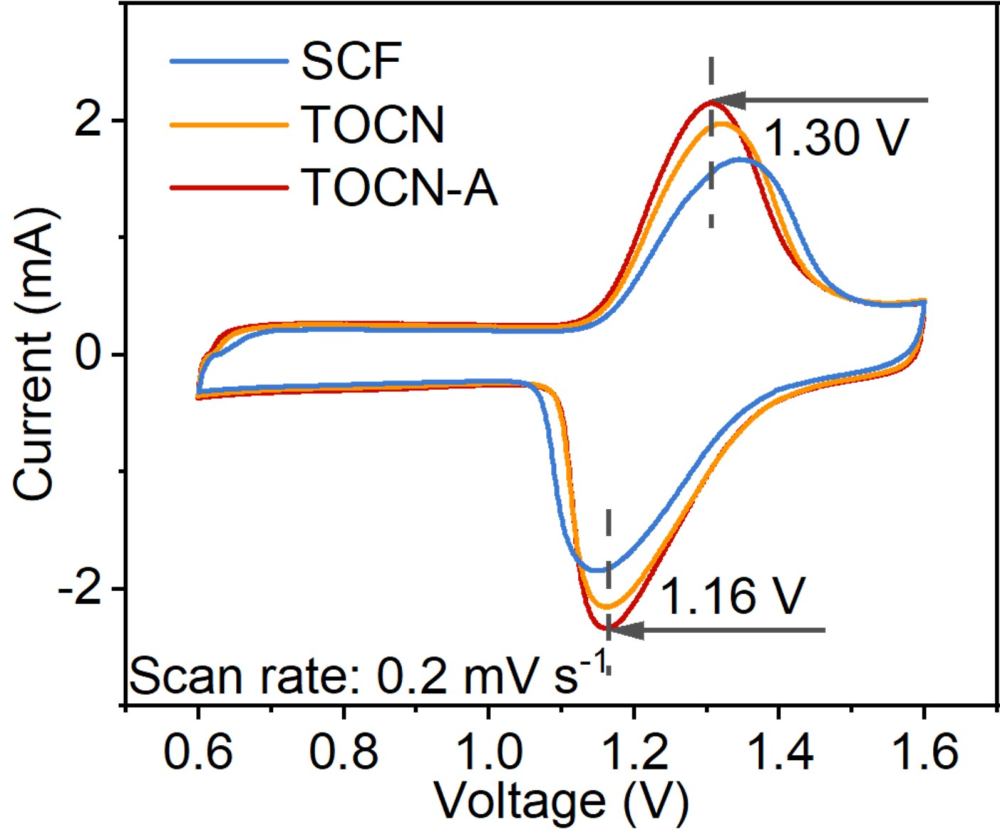 SCF
TOCN
TOCN-A
1.30 V
1.16 V
Scan rate: 0.2 mV s⁻¹
2
0
-2
Current (mA)
0.6 0.8 1.0 1.2 1.4 1.6
Voltage (V)